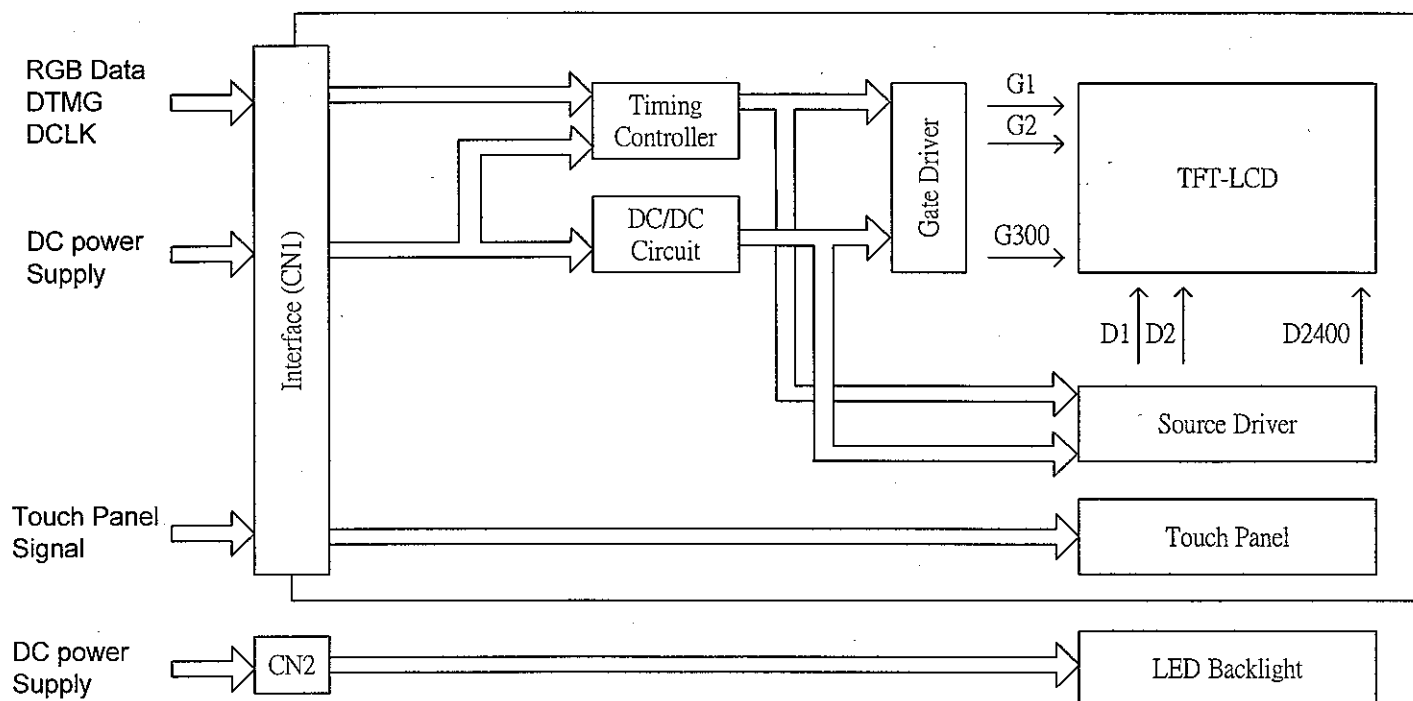 RGB Data
DTMG
DCLK
DC power
Supply
Touch Panel
Signal
DC power
Supply
Interface (CN1)
CN2
Timing
Controller
DC/DC
Circuit
Gate Driver
G1
G2
G300
TFT-LCD
D1
D2
D2400
Source Driver
Touch Panel
LED Backlight